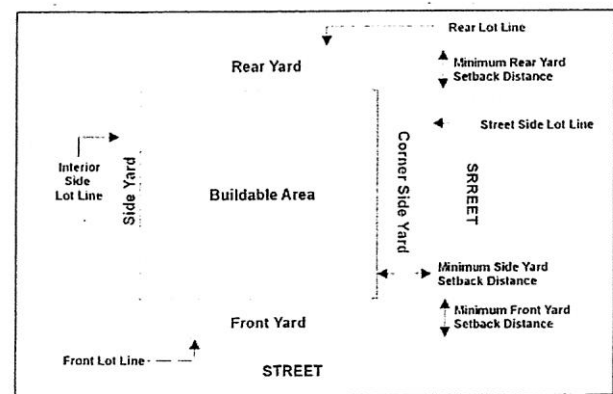 Rear Lot Line
Rear Yard
Minimum Rear Yard
Setback Distance
Street Side Lot Line
Interior
Side
Lot Line
Side Yard
Buildable Area
Corner Side Yard
SRREET
Minimum Side Yard
Setback Distance
Front Yard
Minimum Front Yard
Setback Distance
Front Lot Line
STREET